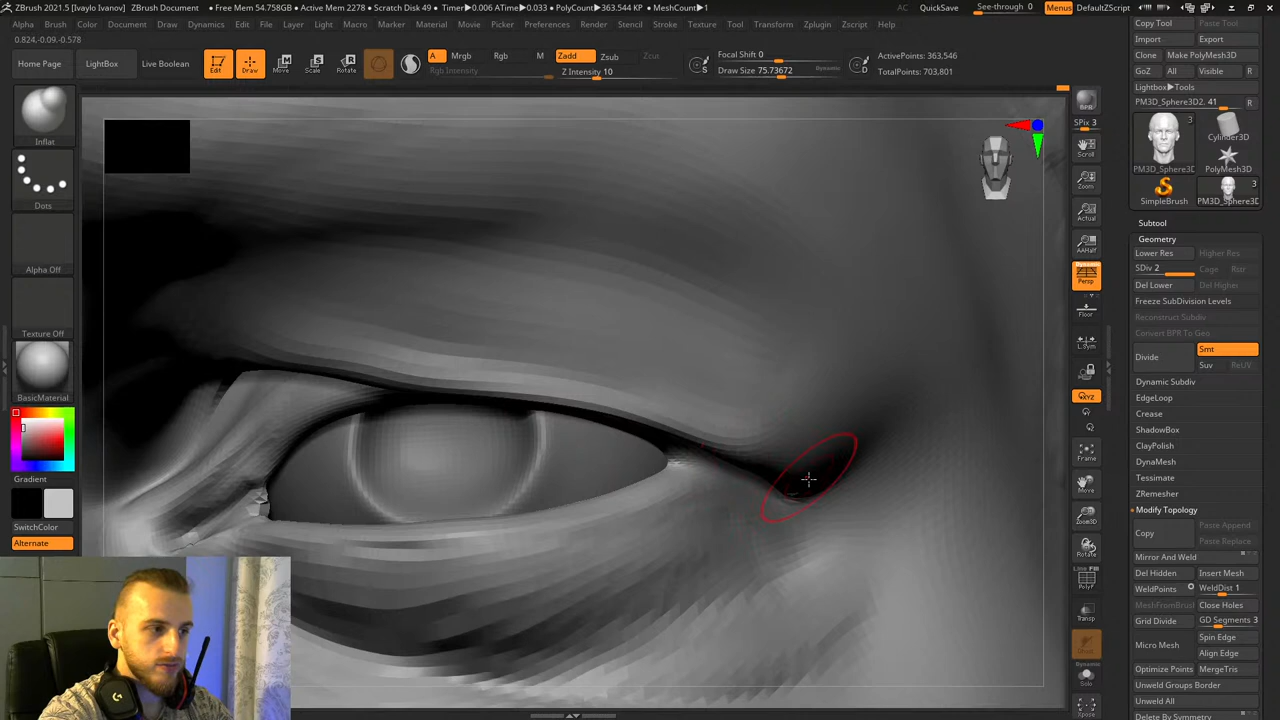 ZBrush 2021.5 [Ivaylo Ivanov] ZBrush Document • Free Mem 54.758GB • Active Mem 2278 • Scratch Disk 49 • Timer▶0.006 ATime▶0.033 • PolyCount▶363.544 KP • MeshCount▶1 AC QuickSave See-through 0 Menus DefaultZScript
Alpha Brush Color Document Draw Dynamics Edit File Layer Light Macro Marker Material Movie Picker Preferences Render Stencil Stroke Texture Tool Transform Zplugin Zscript Help
0.824,-0.09,-0.578
Home Page LightBox Live Boolean Edit Draw Move Scale Rotate
A Mrgb Rgb M Zadd Zsub Zcut
Rgb Intensity Z Intensity 10
S Focal Shift 0
Draw Size 75.73672 Dynamic D
ActivePoints: 363,546
TotalPoints: 703,801
Inflat
Dots
Alpha Off
Texture Off
BasicMaterial
Gradient
SwitchColor
Alternate
BPR
SPix 3
Scroll
Zoom
Actual
AAHalf
Dynamic
Persp
Floor
L.Sym
XYZ
Frame
Move
Zoom3D
Rotate
Line Fill
PolyF
Transp
Dynamic
Solo
Xpose
Copy Tool Paste Tool
Import Export
Clone Make PolyMesh3D
GoZ All Visible R
Lightbox▶Tools
PM3D_Sphere3D2. 41 R
3
Cylinder3D
PM3D_Sphere3D PolyMesh3D
3
SimpleBrush PM3D_Sphere3D
Subtool
Geometry
Lower Res Higher Res
SDiv 2 Cage Rstr
Del Lower Del Higher
Freeze SubDivision Levels
Reconstruct Subdiv
Convert BPR To Geo
Divide Smt
Suv ReUV
Dynamic Subdiv
EdgeLoop
Crease
ShadowBox
ClayPolish
DynaMesh
Tessimate
ZRemesher
Modify Topology
Copy Paste Append
Paste Replace
Mirror And Weld
Del Hidden Insert Mesh
WeldPoints WeldDist 1
MeshFromBrush Close Holes
Grid Divide GD Segments 3
Micro Mesh Spin Edge
Align Edge
Optimize Points MergeTris
Unweld Groups Border
Unweld All
Delete By Symmetry